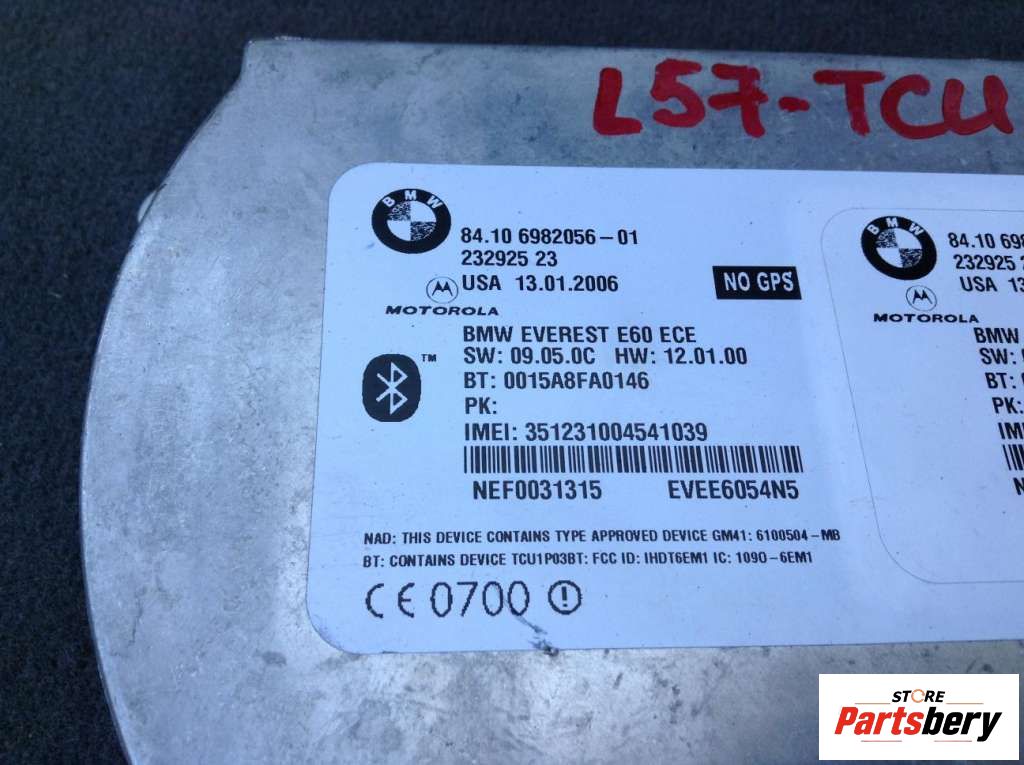 L57-TCU
BMW
84.10 6982056-01
232925 23
USA 13.01.2006
NO GPS
MOTOROLA
BMW EVEREST E60 ECE
SW: 09.05.0C HW: 12.01.00
BT: 0015A8FA0146
PK:
IMEI: 351231004541039
NEF0031315 EVEE6054N5
NAD: THIS DEVICE CONTAINS TYPE APPROVED DEVICE GM41: 6100504-MB
BT: CONTAINS DEVICE TCU1P03BT: FCC ID: IHDT6EM1 IC: 1090-6EM1
CE 0700
BMW
84.10
232925
USA
MOTOROLA
BMW
SW:
BT:
PK:
STORE
Partsbery